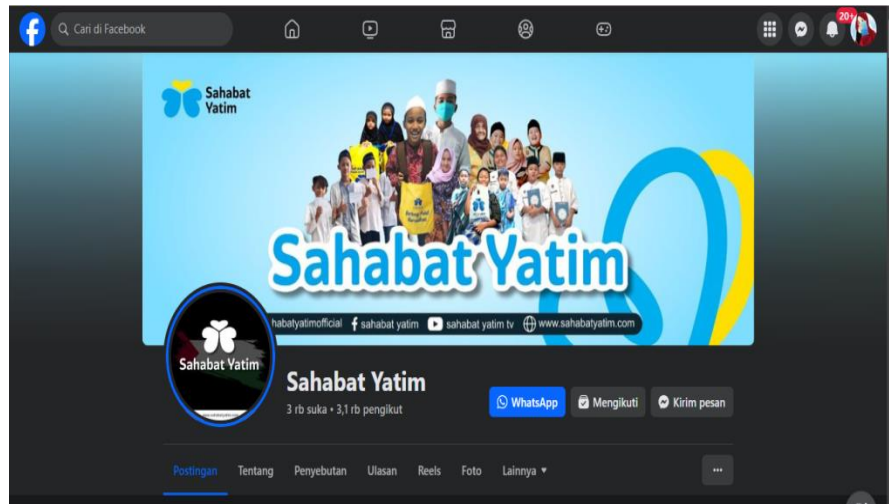 Cari di Facebook
20+
Sahabat
Yatim
Sahabat Yatim
habatyatimofficial sahabat yatim sahabat yatim tv www.sahabatyatim.com
Sahabat Yatim
Sahabat Yatim
3 rb suka • 3,1 rb pengikut
WhatsApp Mengikuti Kirim pesan
Postingan Tentang Penyebutan Ulasan Reels Foto Lainnya